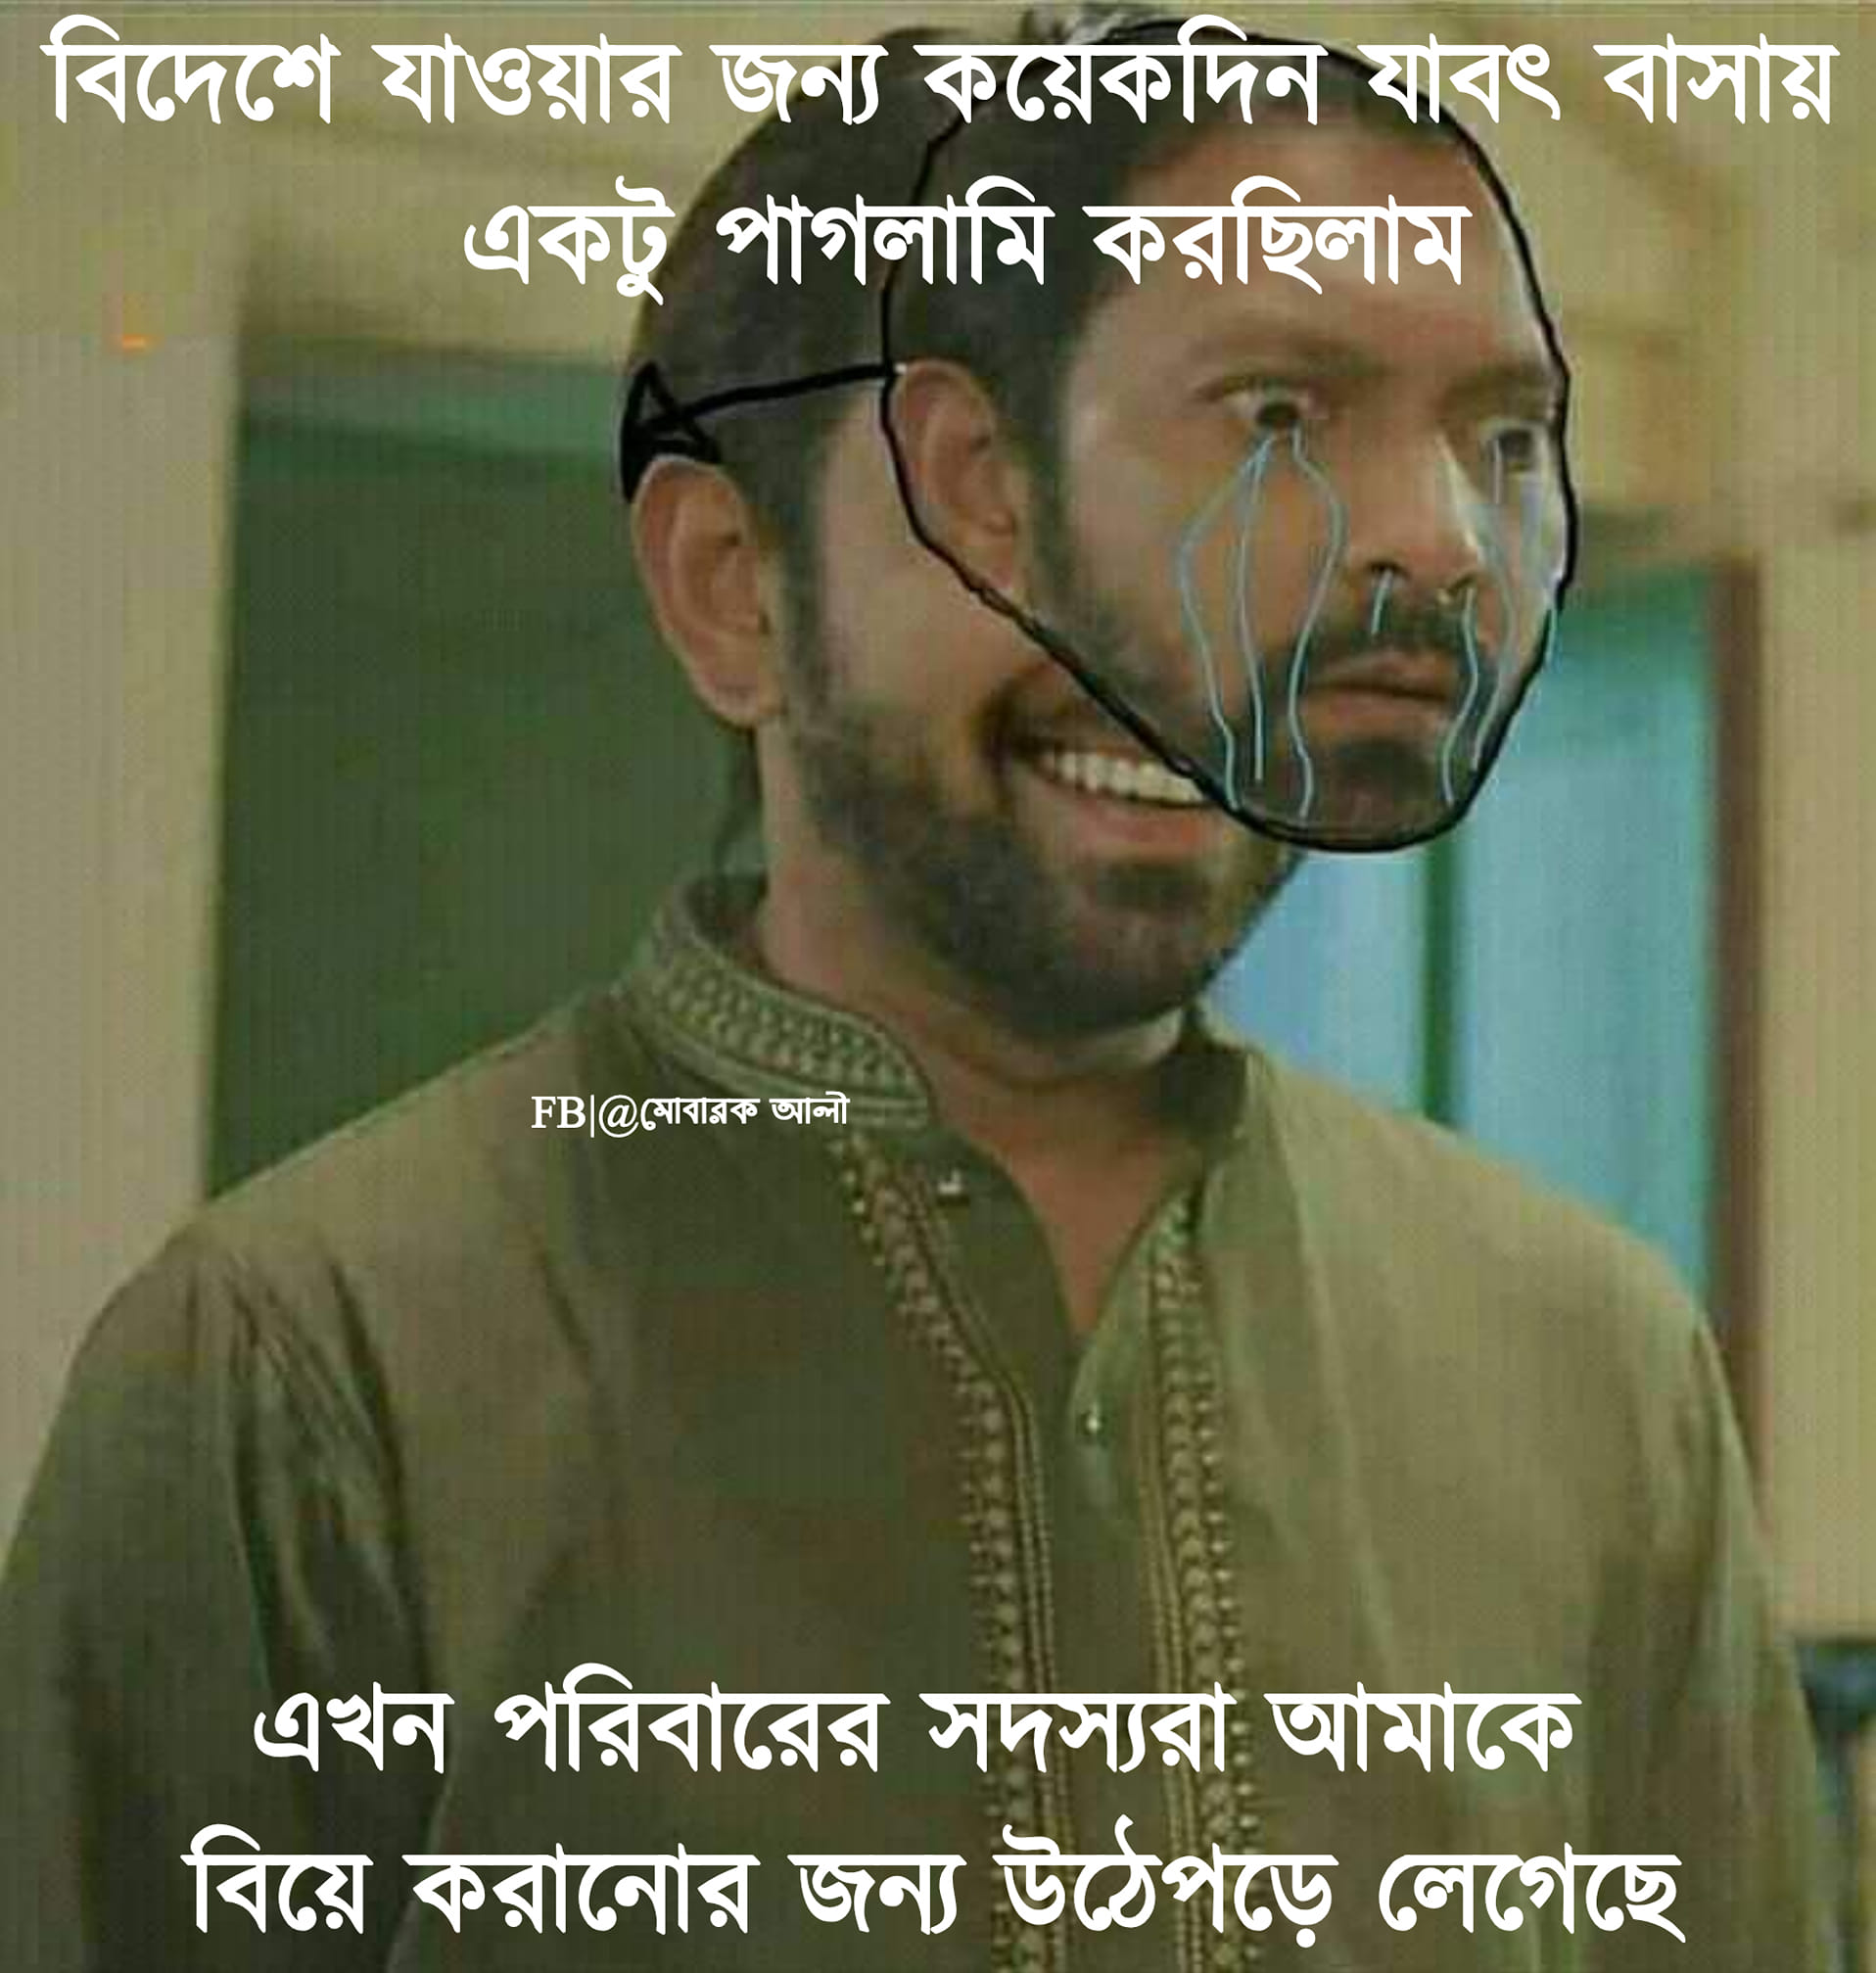 বিদেশে যাওয়ার জন্য কয়েকদিন যাবৎ বাসায়
একটু পাগলামি করছিলাম
FB|@মোবারক আলী
এখন পরিবারের সদস্যরা আমাকে
বিয়ে করানোর জন্য উঠেপড়ে লেগেছে